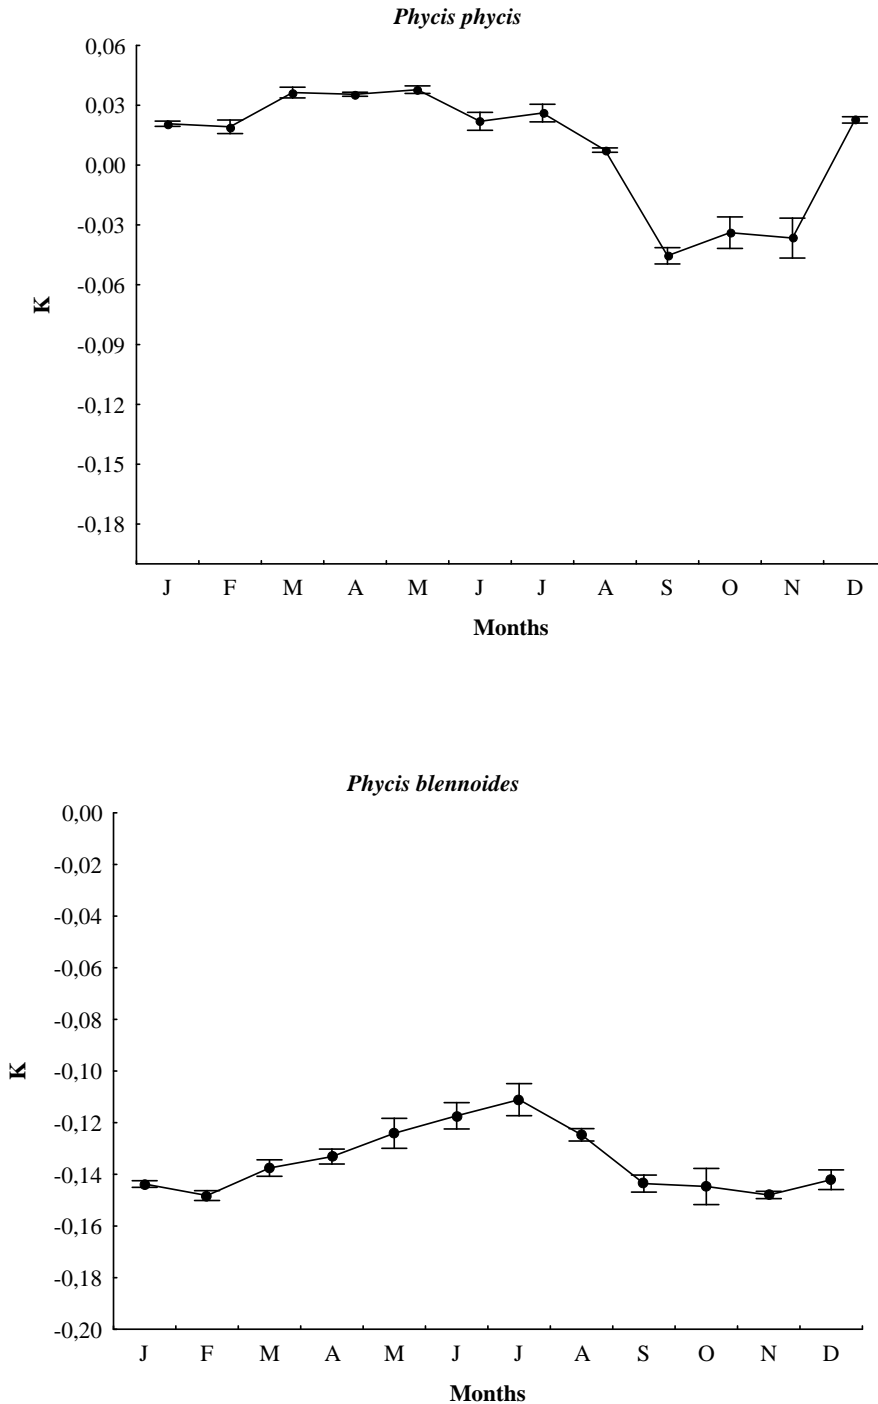 Phycis phycis
0,06
0,03
0,00
-0,03
-0,06
-0,09
-0,12
-0,15
-0,18
K
J F M A M J J A S O N D
Months
Phycis blennoides
0,00
-0,02
-0,04
-0,06
-0,08
-0,10
-0,12
-0,14
-0,16
-0,18
-0,20
K
J F M A M J J A S O N D
Months